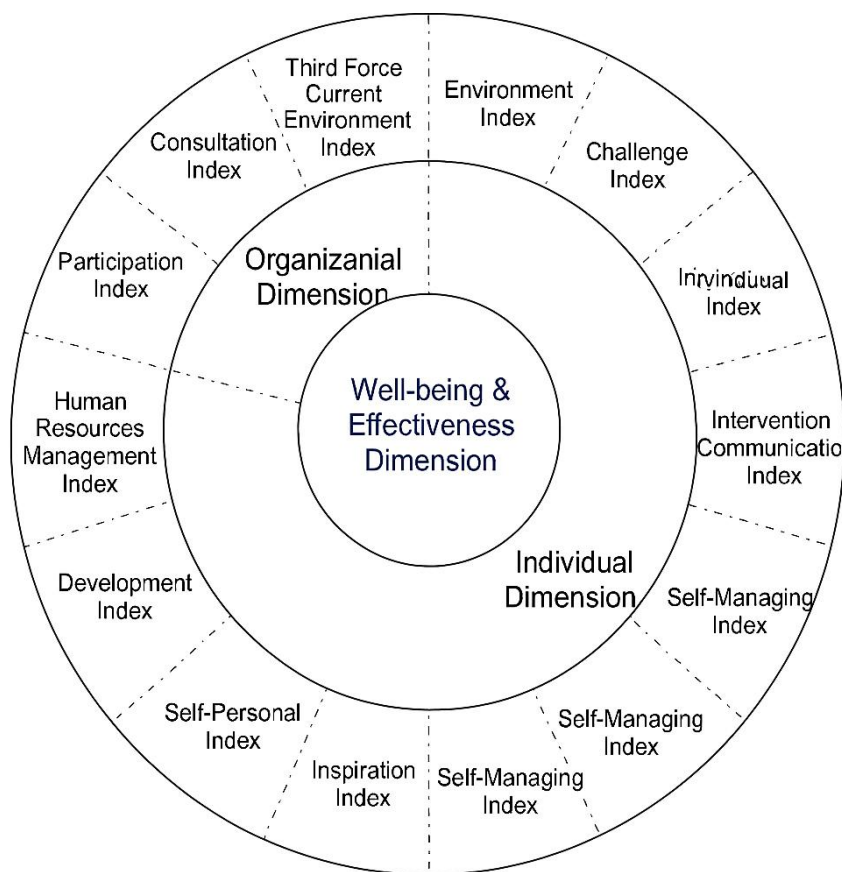 Third Force
Current
Environment
Index
Environment
Index
Consultation
Index
Challenge
Index
Participation
Index
Organizanial
Dimension
Index
Human
Resources
Management
Index
Well-being &
Effectiveness
Dimension
Intervention
Communicatio
Index
Development
Index
Individual
Dimension
Self-Managing
Index
Self-Personal
Index
Self-Managing
Index
Inspiration
Index
Self-Managing
Index